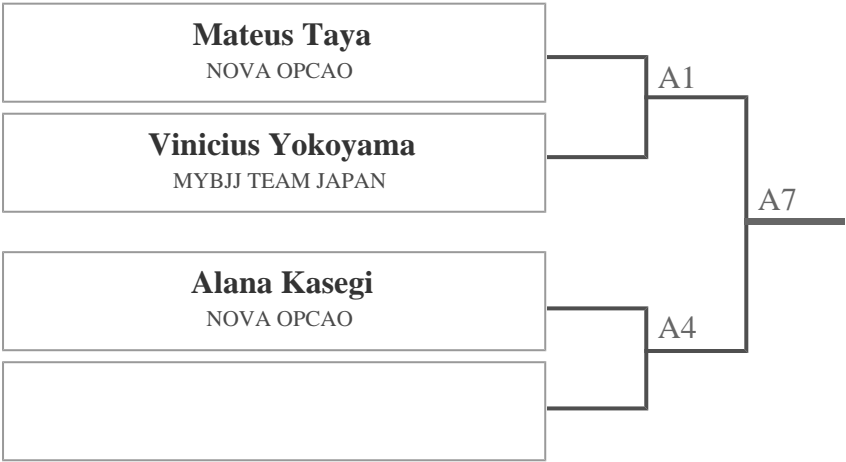 Mateus Taya
NOVA OPCAO
A1
Vinicius Yokoyama
MYBJJ TEAM JAPAN
A7
Alana Kasegi
NOVA OPCAO
A4